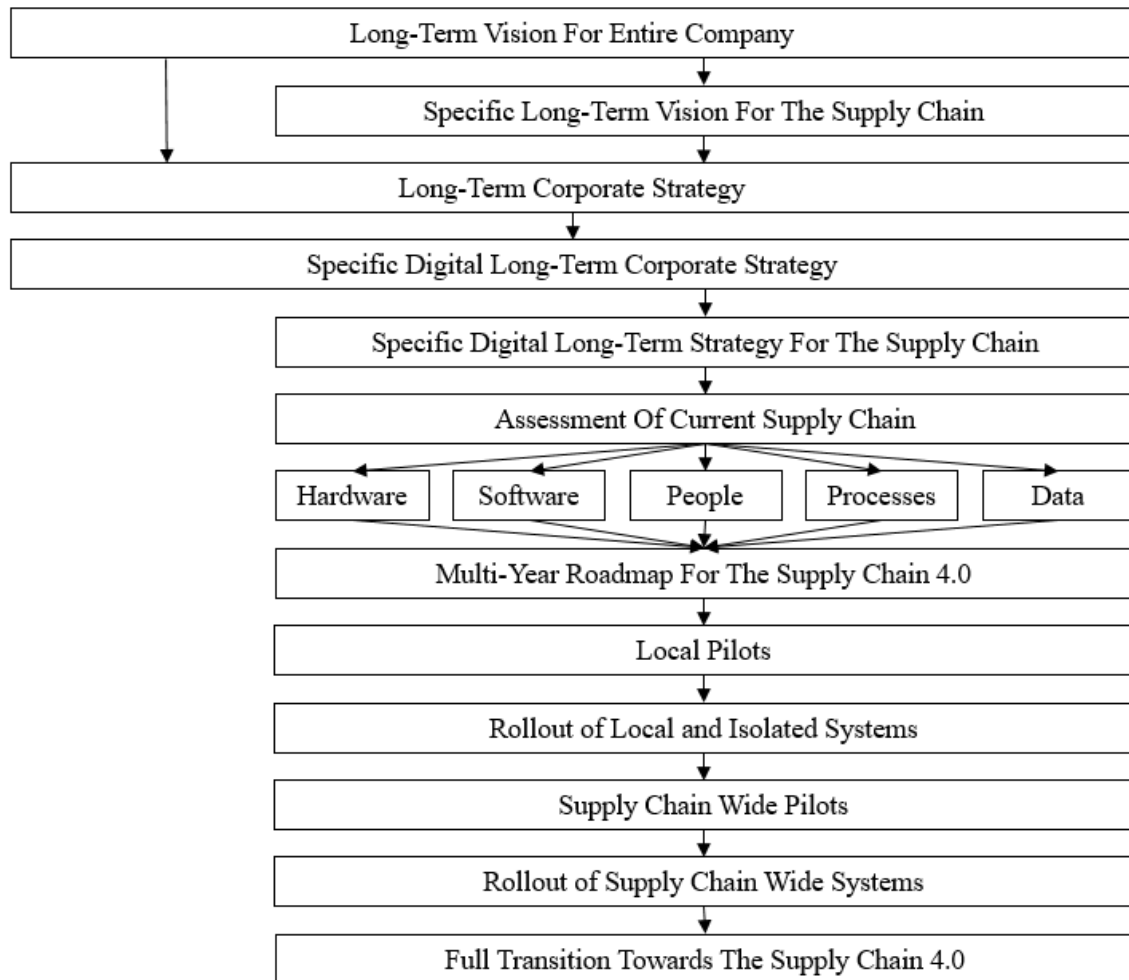 Long-Term Vision For Entire Company
Specific Long-Term Vision For The Supply Chain
Long-Term Corporate Strategy
Specific Digital Long-Term Corporate Strategy
Specific Digital Long-Term Strategy For The Supply Chain
Assessment Of Current Supply Chain
Hardware
Software
People
Processes
Data
Multi-Year Roadmap For The Supply Chain 4.0
Local Pilots
Rollout of Local and Isolated Systems
Supply Chain Wide Pilots
Rollout of Supply Chain Wide Systems
Full Transition Towards The Supply Chain 4.0